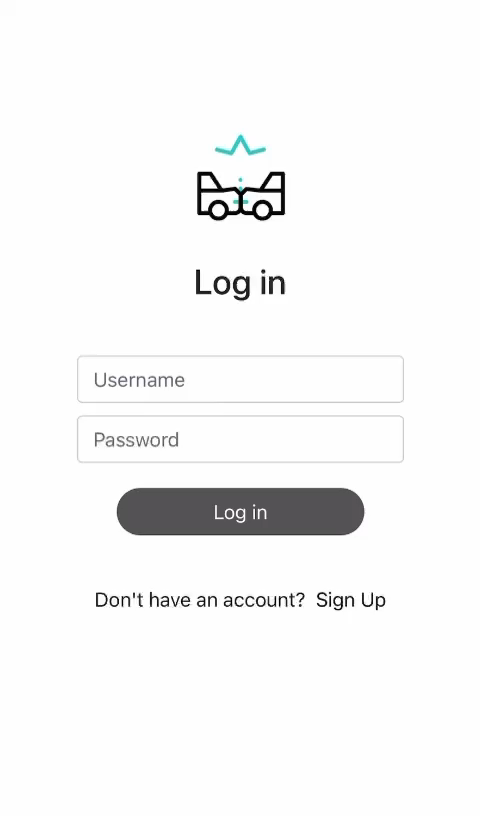 Log in
Username
Password
Log in
Don't have an account? Sign Up